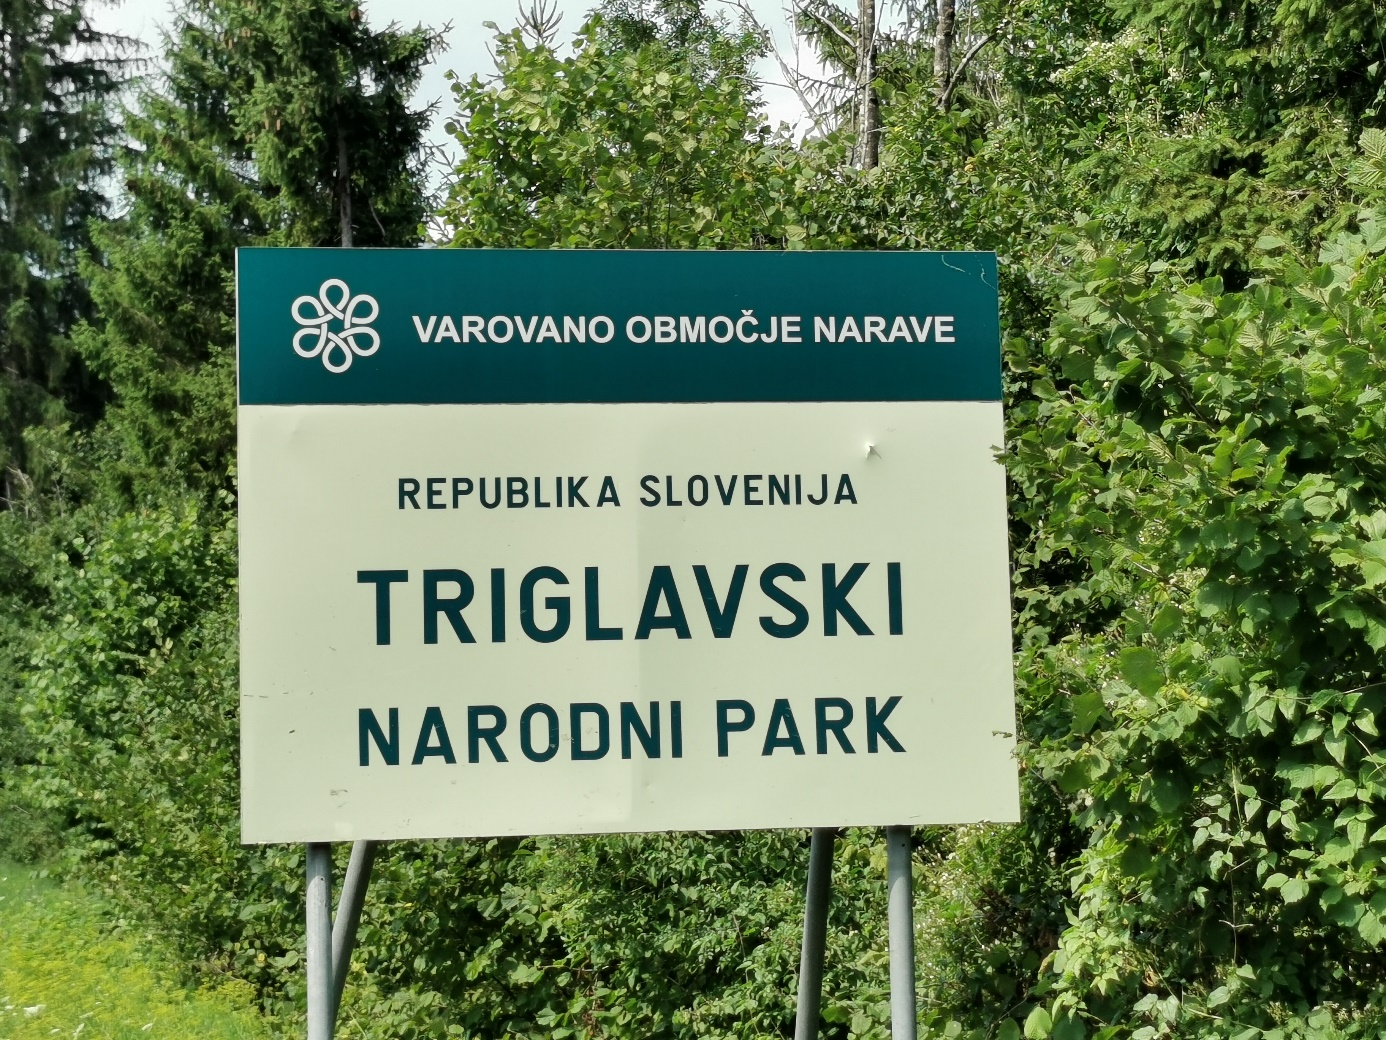 VAROVANO OBMOČJE NARAVE
REPUBLIKA SLOVENIJA
TRIGLAVSKI
NARODNI PARK